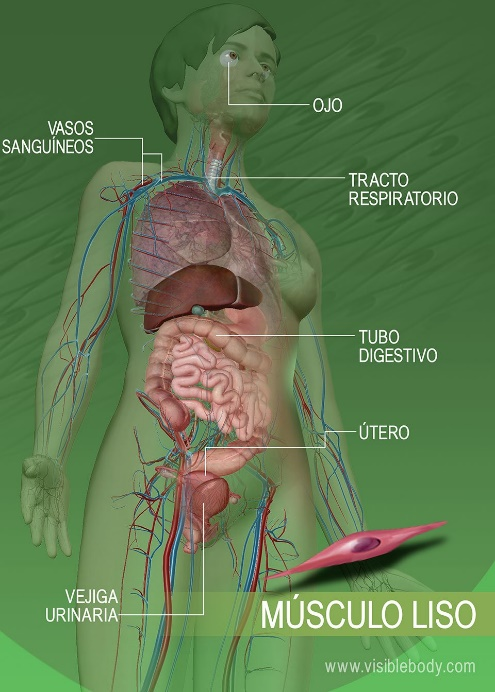 OJO
VASOS
SANGUÍNEOS
TRACTO
RESPIRATORIO
TUBO
DIGESTIVO
ÚTERO
VEJIGA
URINARIA
MÚSCULO LISO
www.visiblebody.com